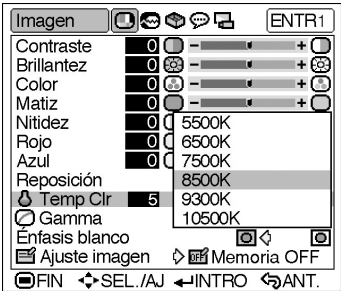 Imagen ENTR1
Contraste 0 - +
Brillantez 0 - +
Color 0 - +
Matiz 0 - +
Nitidez 0
Rojo 0
Azul 0
Reposición
Temp Clr 5
5500K
6500K
7500K
8500K
9300K
10500K
Gamma
Énfasis blanco
Ajuste imagen OFF Memoria OFF
FIN SEL./AJ INTRO ANT.